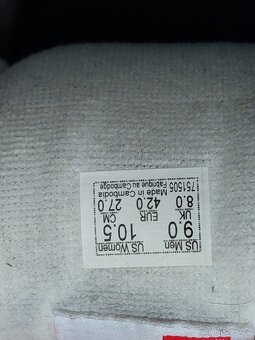 US Men US Women
9.0 10.5
UK EUR CM
8.0 42.0 27.0
Made in Cambodia
Fabriqué au Cambodge